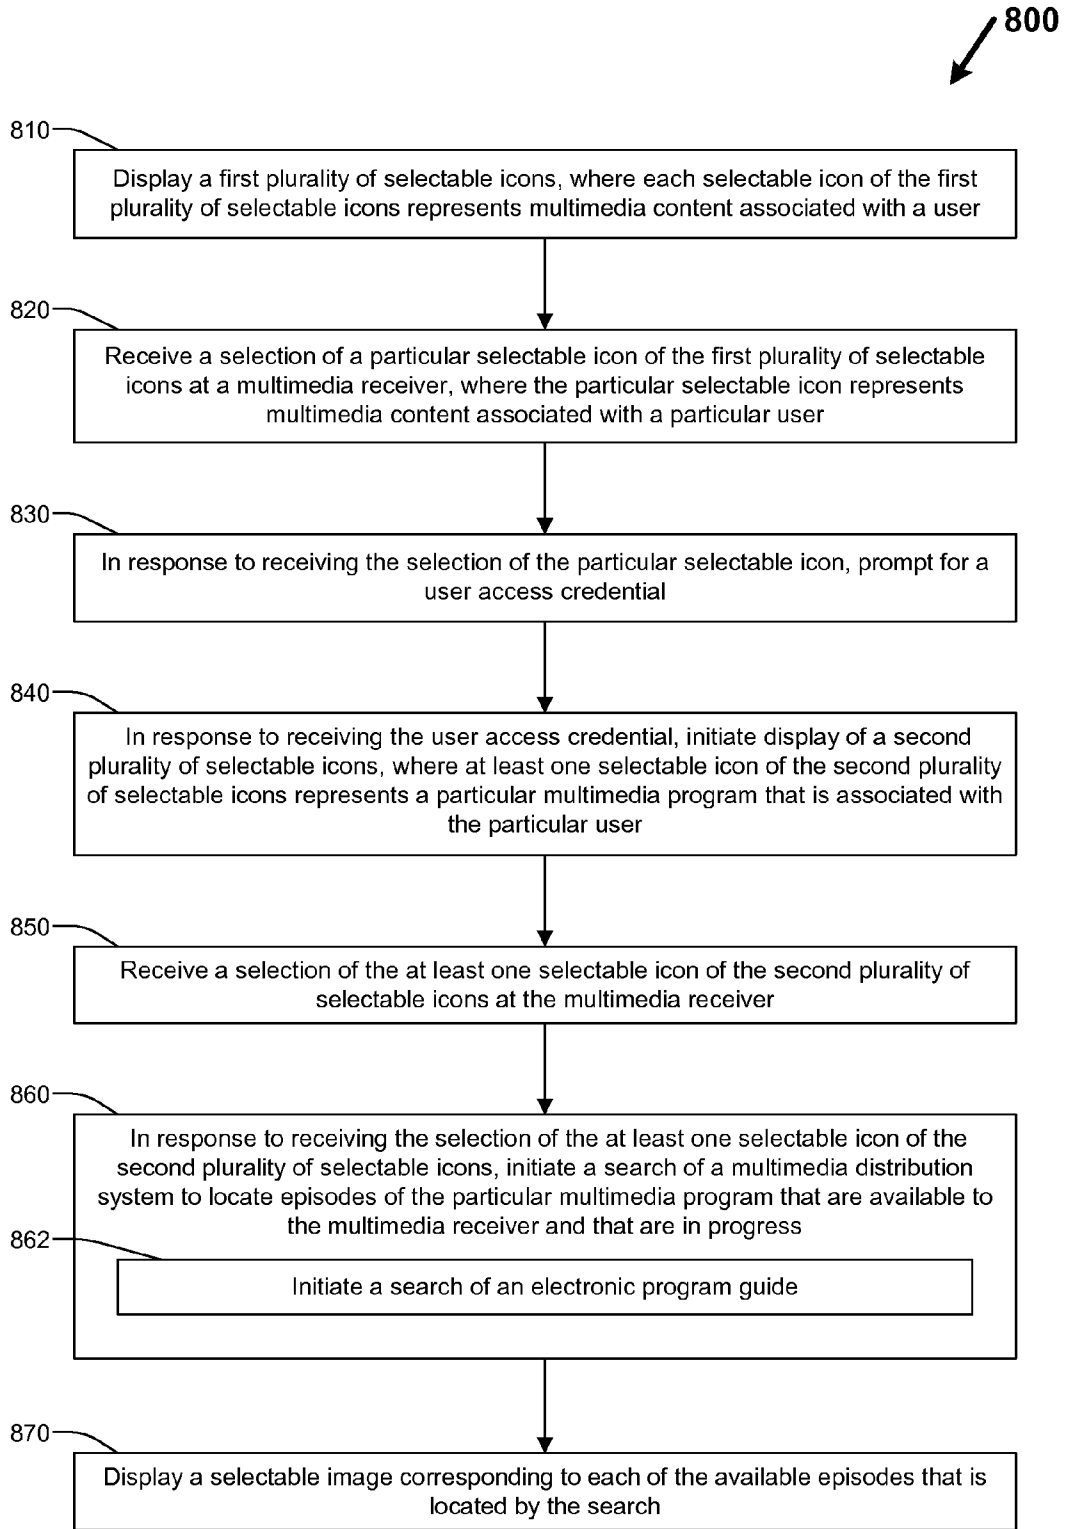 800
810
Display a first plurality of selectable icons, where each selectable icon of the first
plurality of selectable icons represents multimedia content associated with a user
820
Receive a selection of a particular selectable icon of the first plurality of selectable
icons at a multimedia receiver, where the particular selectable icon represents
multimedia content associated with a particular user
830
In response to receiving the selection of the particular selectable icon, prompt for a
user access credential
840
In response to receiving the user access credential, initiate display of a second
plurality of selectable icons, where at least one selectable icon of the second plurality
of selectable icons represents a particular multimedia program that is associated with
the particular user
850
Receive a selection of the at least one selectable icon of the second plurality of
selectable icons at the multimedia receiver
860
In response to receiving the selection of the at least one selectable icon of the
second plurality of selectable icons, initiate a search of a multimedia distribution
system to locate episodes of the particular multimedia program that are available to
the multimedia receiver and that are in progress
862
Initiate a search of an electronic program guide
870
Display a selectable image corresponding to each of the available episodes that is
located by the search